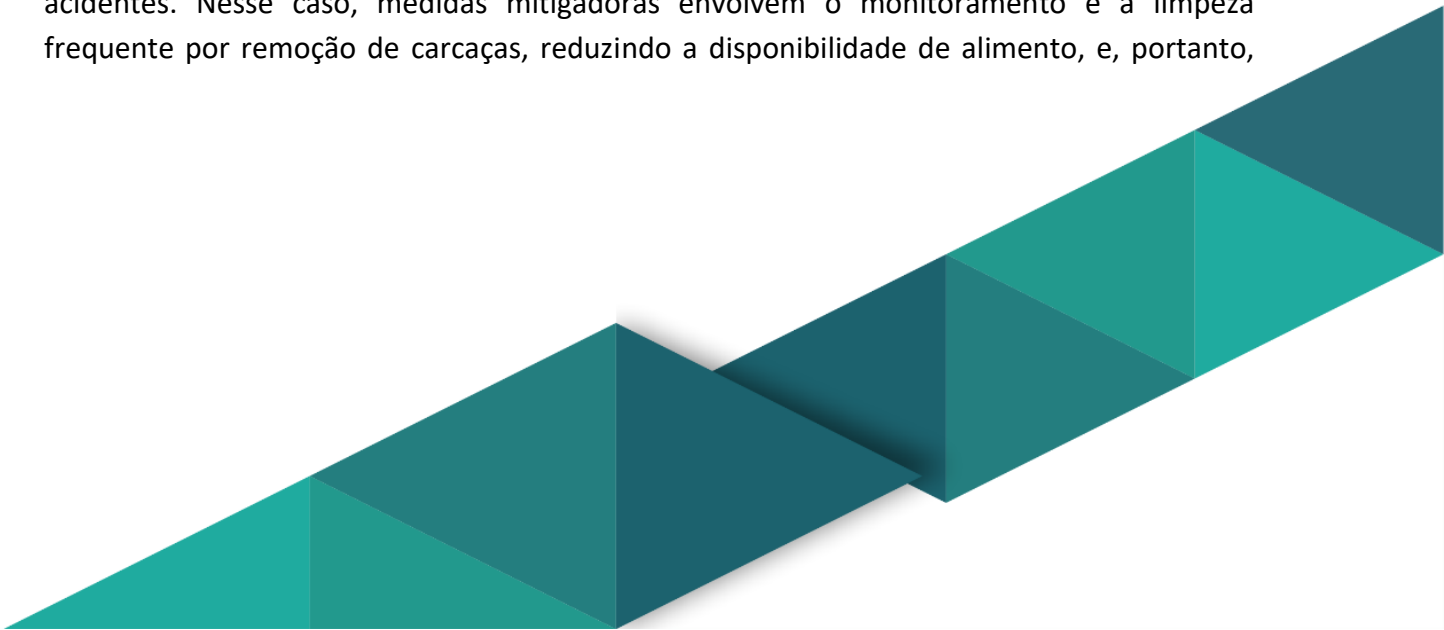 acidentes. Nesse caso, medidas mitigadoras envolvem o monitoramento e a limpeza
frequente por remoção de carcaças, reduzindo a disponibilidade de alimento, e, portanto,